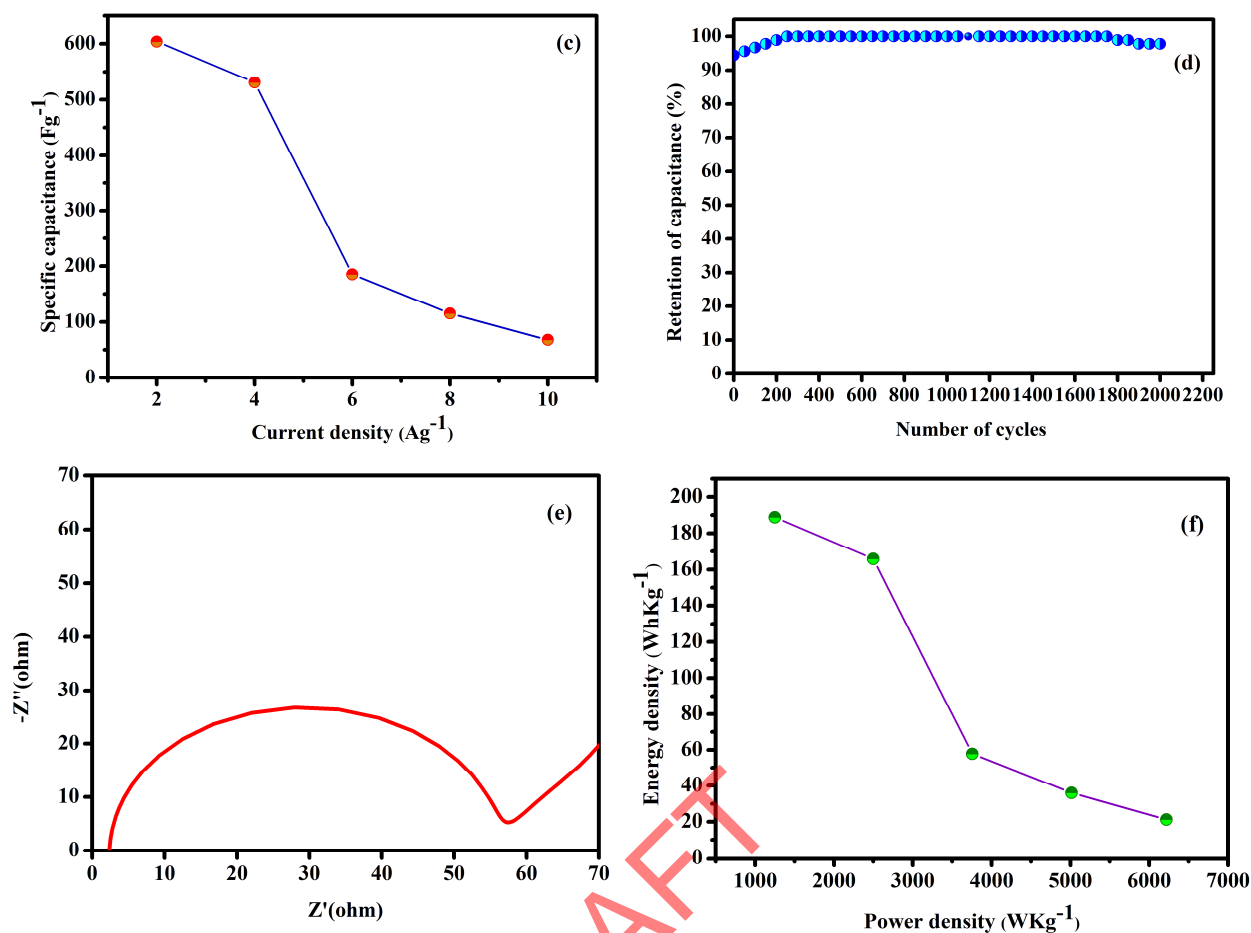 (c)
Specific capacitance (Fg-1)
600
500
400
300
200
100
0
2 4 6 8 10
Current density (Ag-1)
(d)
Retention of capacitance (%)
100
90
80
70
60
50
40
30
20
10
0
0 200 400 600 800 1000 1200 1400 1600 1800 2000 2200
Number of cycles
(e)
-Z"(ohm)
70
60
50
40
30
20
10
0
0 10 20 30 40 50 60 70
Z'(ohm)
(f)
Energy density (WhKg-1)
200
180
160
140
120
100
80
60
40
20
0
1000 2000 3000 4000 5000 6000 7000
Power density (WKg-1)
AFT